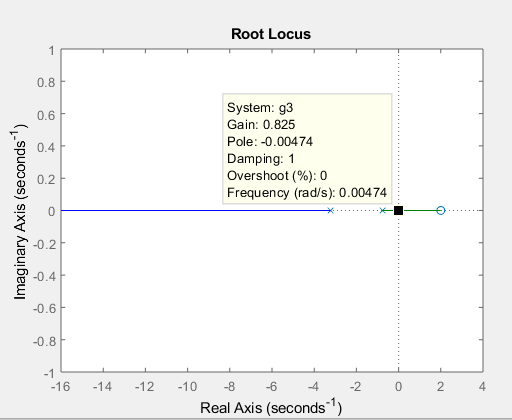 Root Locus
1
0.8
0.6
0.4
0.2
0
-0.2
-0.4
-0.6
-0.8
-1
Imaginary Axis (seconds⁻¹)
System: g3
Gain: 0.825
Pole: -0.00474
Damping: 1
Overshoot (%): 0
Frequency (rad/s): 0.00474
-16 -14 -12 -10 -8 -6 -4 -2 0 2 4
Real Axis (seconds⁻¹)